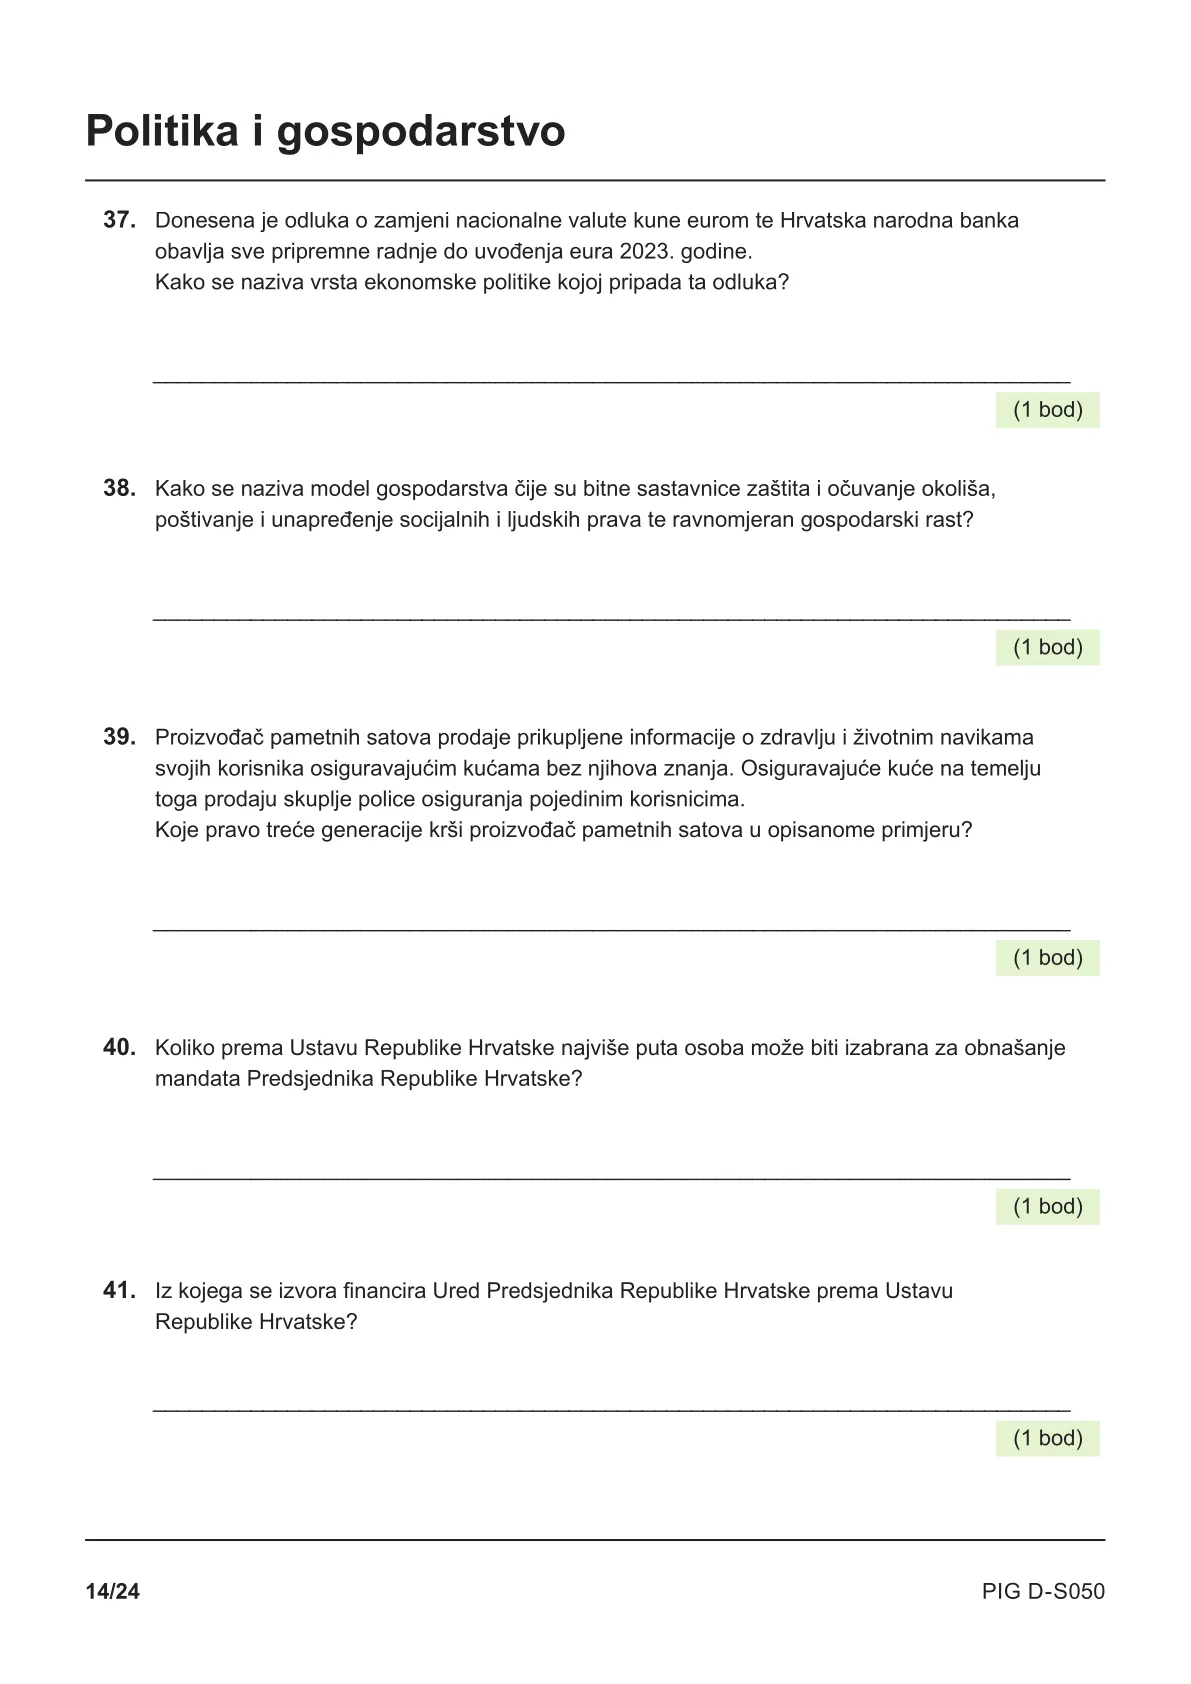 Politika i gospodarstvo
37. Donesena je odluka o zamjeni nacionalne valute kune eurom te Hrvatska narodna banka
obavlja sve pripremne radnje do uvođenja eura 2023. godine.
Kako se naziva vrsta ekonomske politike kojoj pripada ta odluka?
(1 bod)
38. Kako se naziva model gospodarstva čije su bitne sastavnice zaštita i očuvanje okoliša,
poštivanje i unapređenje socijalnih i ljudskih prava te ravnomjeran gospodarski rast?
(1 bod)
39. Proizvođač pametnih satova prodaje prikupljene informacije o zdravlju i životnim navikama
svojih korisnika osiguravajućim kućama bez njihova znanja. Osiguravajuće kuće na temelju
toga prodaju skuplje police osiguranja pojedinim korisnicima.
Koje pravo treće generacije krši proizvođač pametnih satova u opisanome primjeru?
(1 bod)
40. Koliko prema Ustavu Republike Hrvatske najviše puta osoba može biti izabrana za obnašanje
mandata Predsjednika Republike Hrvatske?
(1 bod)
41. Iz kojega se izvora financira Ured Predsjednika Republike Hrvatske prema Ustavu
Republike Hrvatske?
(1 bod)
14/24
PIG D-S050